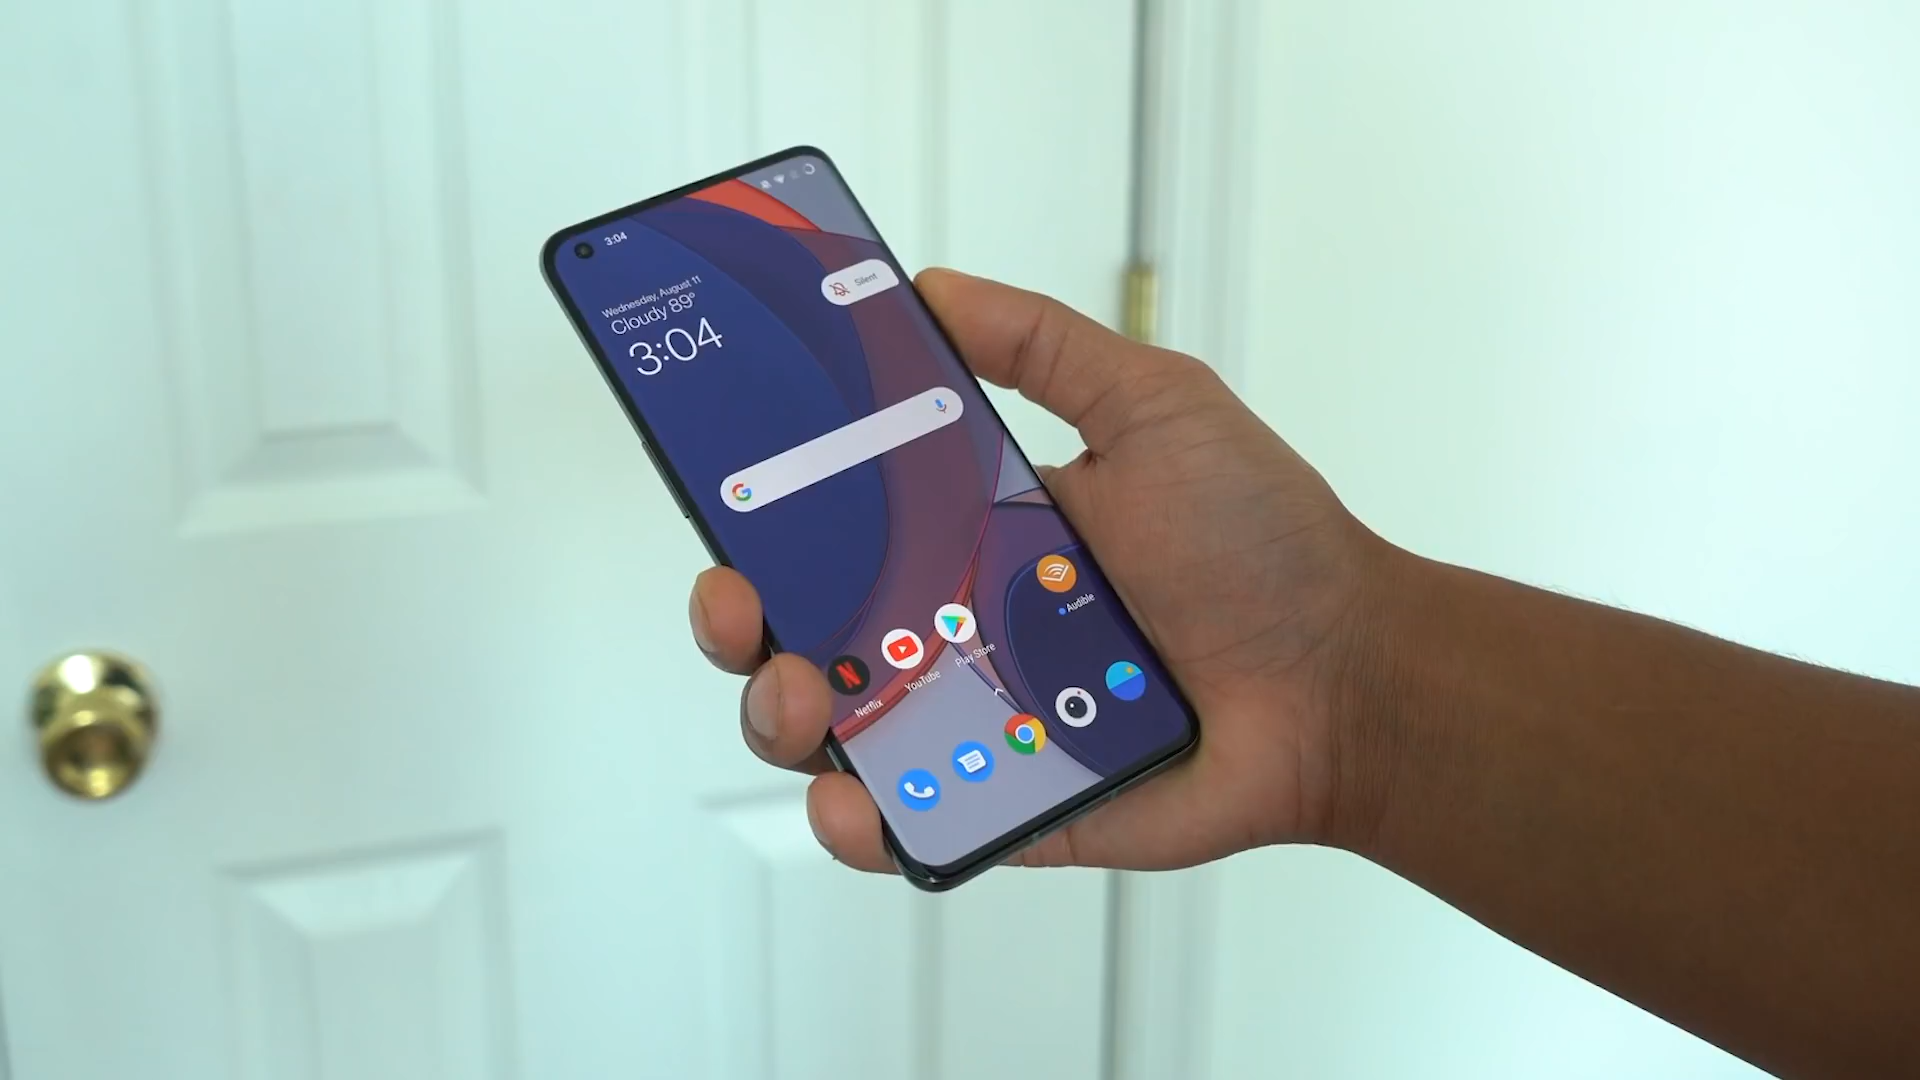 3:04
Silent
Wednesday, August 11
Cloudy 89°
3:04
G
Audible
N
Netflix
YouTube
Play Store